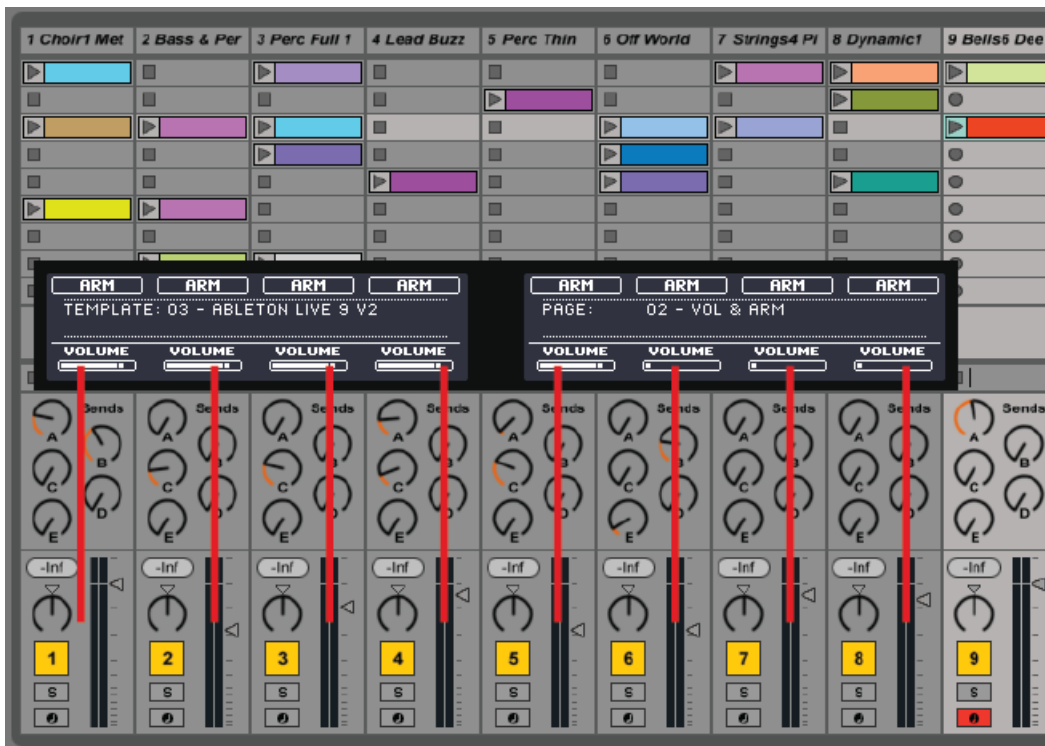 1 Choir1 Met 2 Bass & Per 3 Perc Full 1 4 Lead Buzz 5 Perc Thin 6 Off World 7 Strings4 Pl 8 Dynamic1 9 Bells6 Dee
ARM ARM ARM ARM ARM ARM ARM ARM
TEMPLATE: 03 - ABLETON LIVE 9 V2 PAGE: 02 - VOL & ARM
VOLUME VOLUME VOLUME VOLUME VOLUME VOLUME VOLUME VOLUME
Sends Sends Sends Sends Sends Sends Sends Sends Sends
A A A A A A A A A
B B B B B B B B B
C C C C C C C C C
D D D D D D D D D
E E E E E E E E E
-Inf -Inf -Inf -Inf -Inf -Inf -Inf -Inf -Inf
1 2 3 4 5 6 7 8 9
S S S S S S S S S